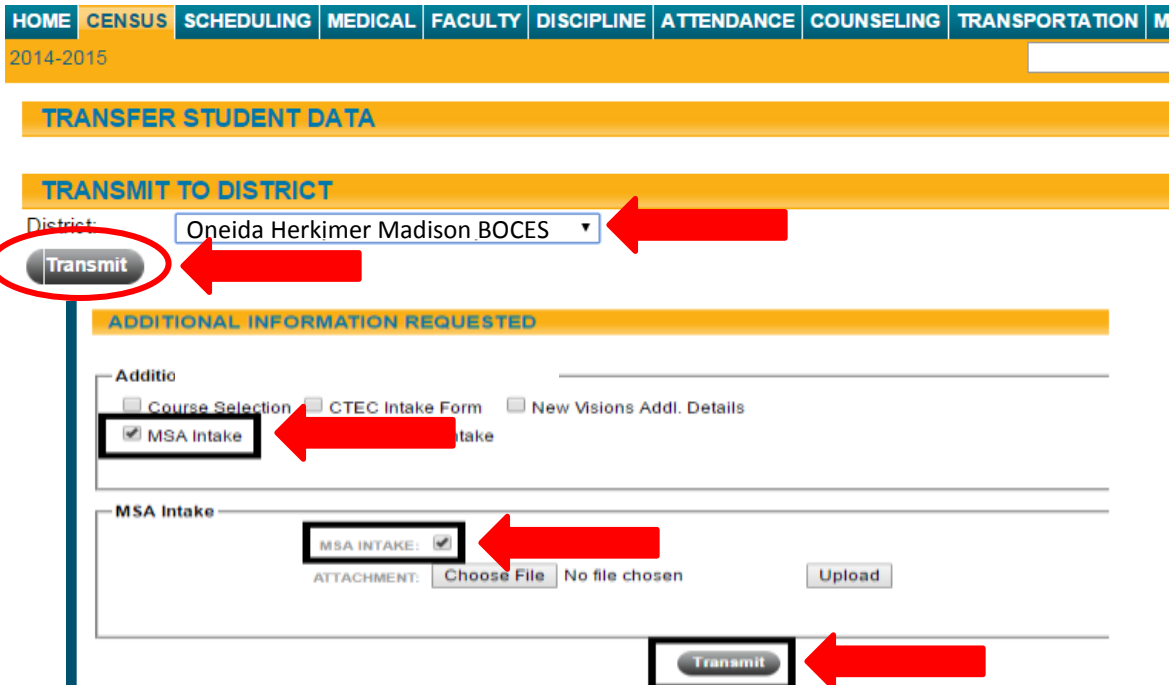 HOME CENSUS SCHEDULING MEDICAL FACULTY DISCIPLINE ATTENDANCE COUNSELING TRANSPORTATION M
2014-2015
TRANSFER STUDENT DATA
TRANSMIT TO DISTRICT
District: Oneida Herkimer Madison BOCES
Transmit
ADDITIONAL INFORMATION REQUESTED
Additio
Course Selection CTEC Intake Form New Visions Addl. Details
MSA Intake ntake
MSA Intake
MSA INTAKE:
ATTACHMENT: Choose File No file chosen Upload
Transmit